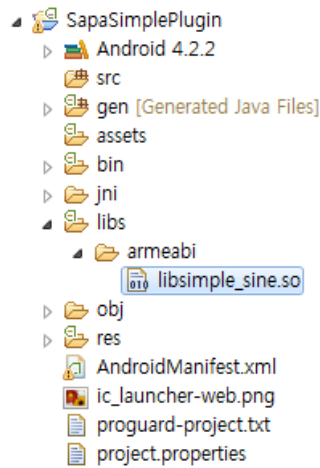 SapaSimplePlugin
Android 4.2.2
src
gen [Generated Java Files]
assets
bin
jni
libs
armeabi
libsimple_sine.so
obj
res
AndroidManifest.xml
ic_launcher-web.png
proguard-project.txt
project.properties